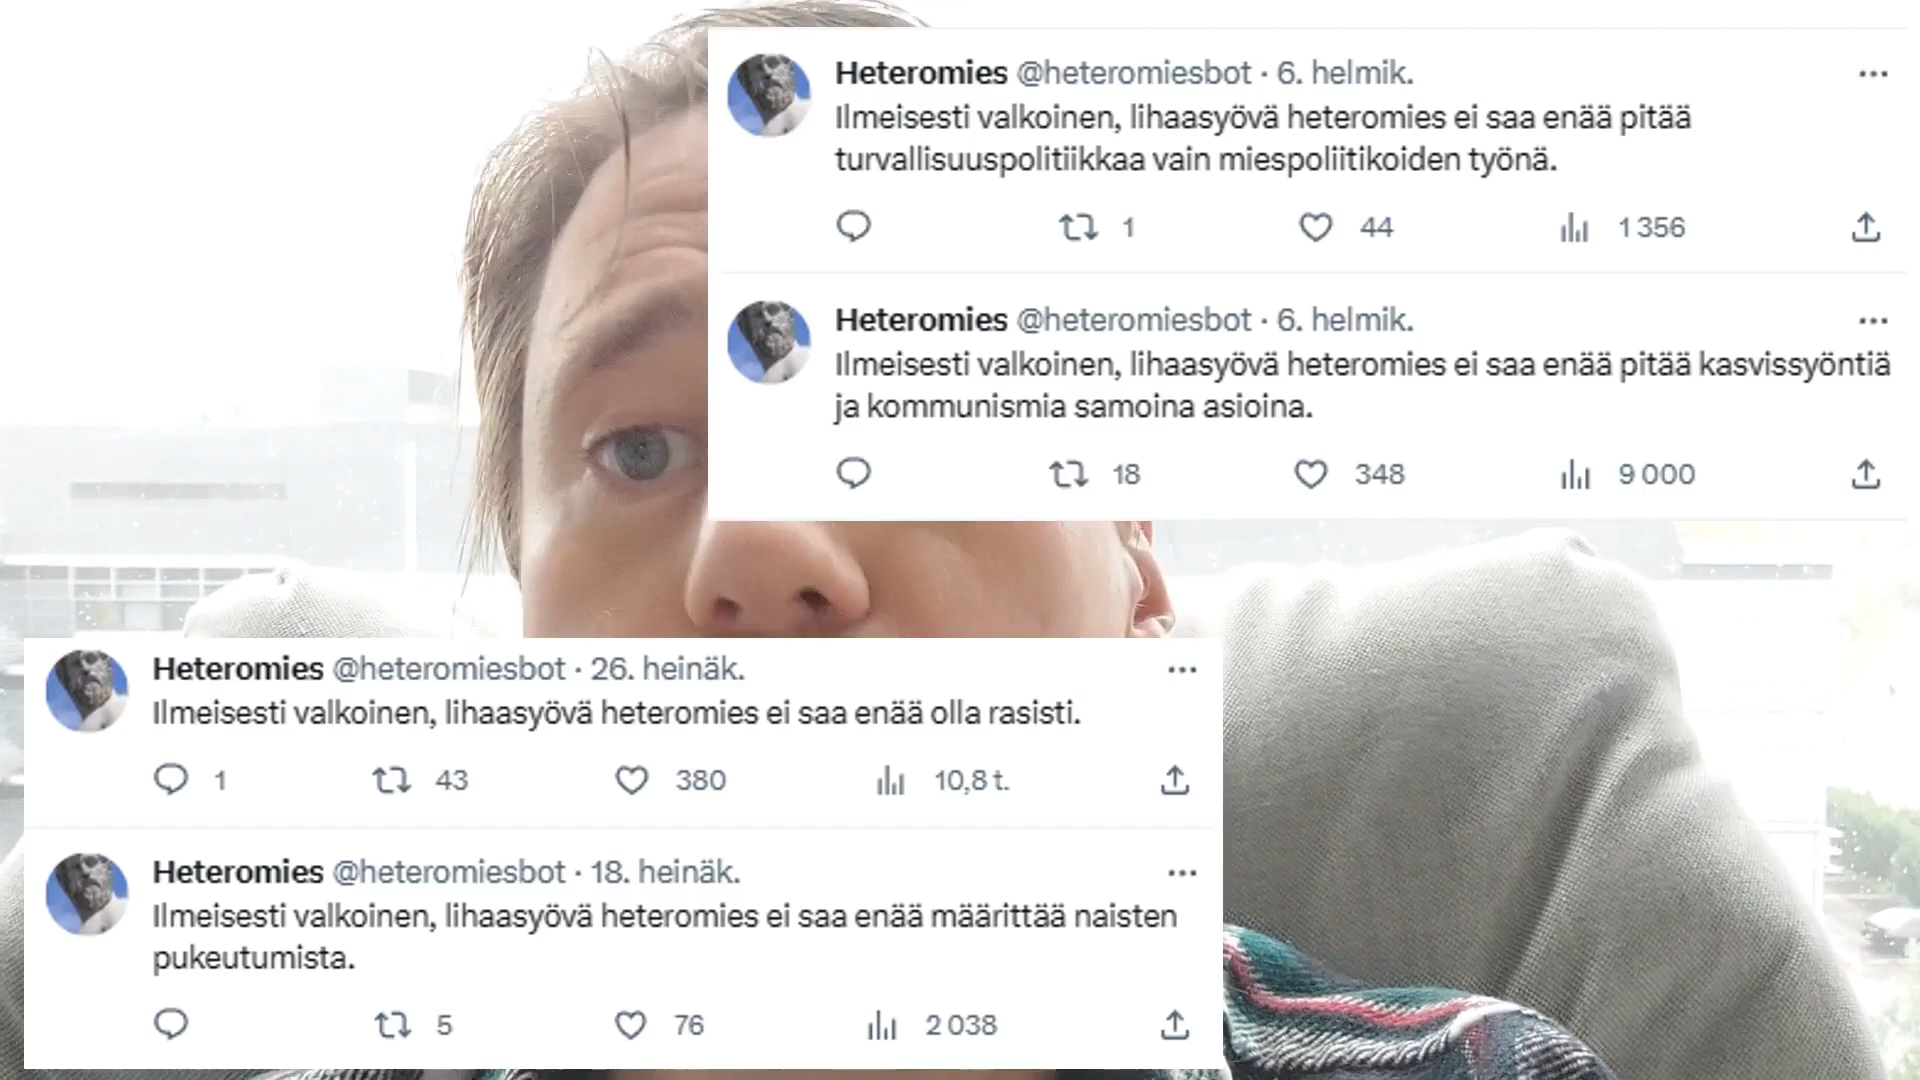 Heteromies @heteromiesbot · 6. helmik.
Ilmeisesti valkoinen, lihaasyövä heteromies ei saa enää pitää
turvallisuuspolitiikkaa vain miespoliitikoiden työnä.
1 44 1 356
Heteromies @heteromiesbot · 6. helmik.
Ilmeisesti valkoinen, lihaasyövä heteromies ei saa enää pitää kasvissyöntiä
ja kommunismia samoina asioina.
18 348 9 000
Heteromies @heteromiesbot · 26. heinäk.
Ilmeisesti valkoinen, lihaasyövä heteromies ei saa enää olla rasisti.
1 43 380 10,8 t.
Heteromies @heteromiesbot · 18. heinäk.
Ilmeisesti valkoinen, lihaasyövä heteromies ei saa enää määrittää naisten
pukeutumista.
5 76 2 038